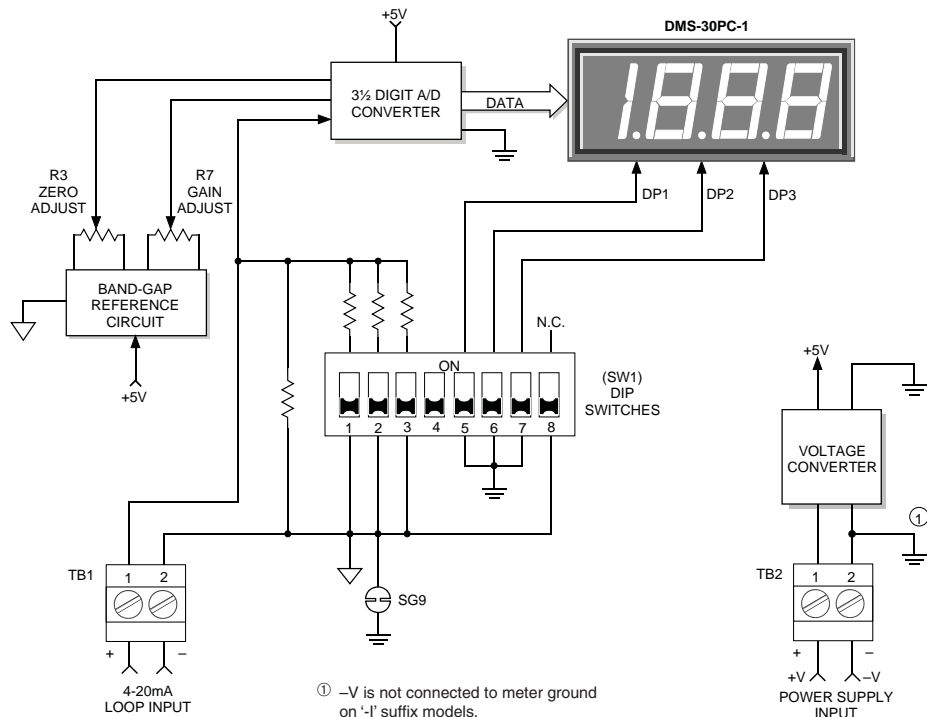 +5V
DMS-30PC-1
3½ DIGIT A/D
CONVERTER
DATA
1.8.8.8
R3
ZERO
ADJUST
R7
GAIN
ADJUST
DP1
DP2
DP3
BAND-GAP
REFERENCE
CIRCUIT
+5V
N.C.
ON
1 2 3 4 5 6 7 8
(SW1)
DIP
SWITCHES
+5V
VOLTAGE
CONVERTER
1
TB1
1 2
+ –
4-20mA
LOOP INPUT
SG9
TB2
1 2
+ –
+V –V
POWER SUPPLY
INPUT
① –V is not connected to meter ground
on '-I' suffix models.